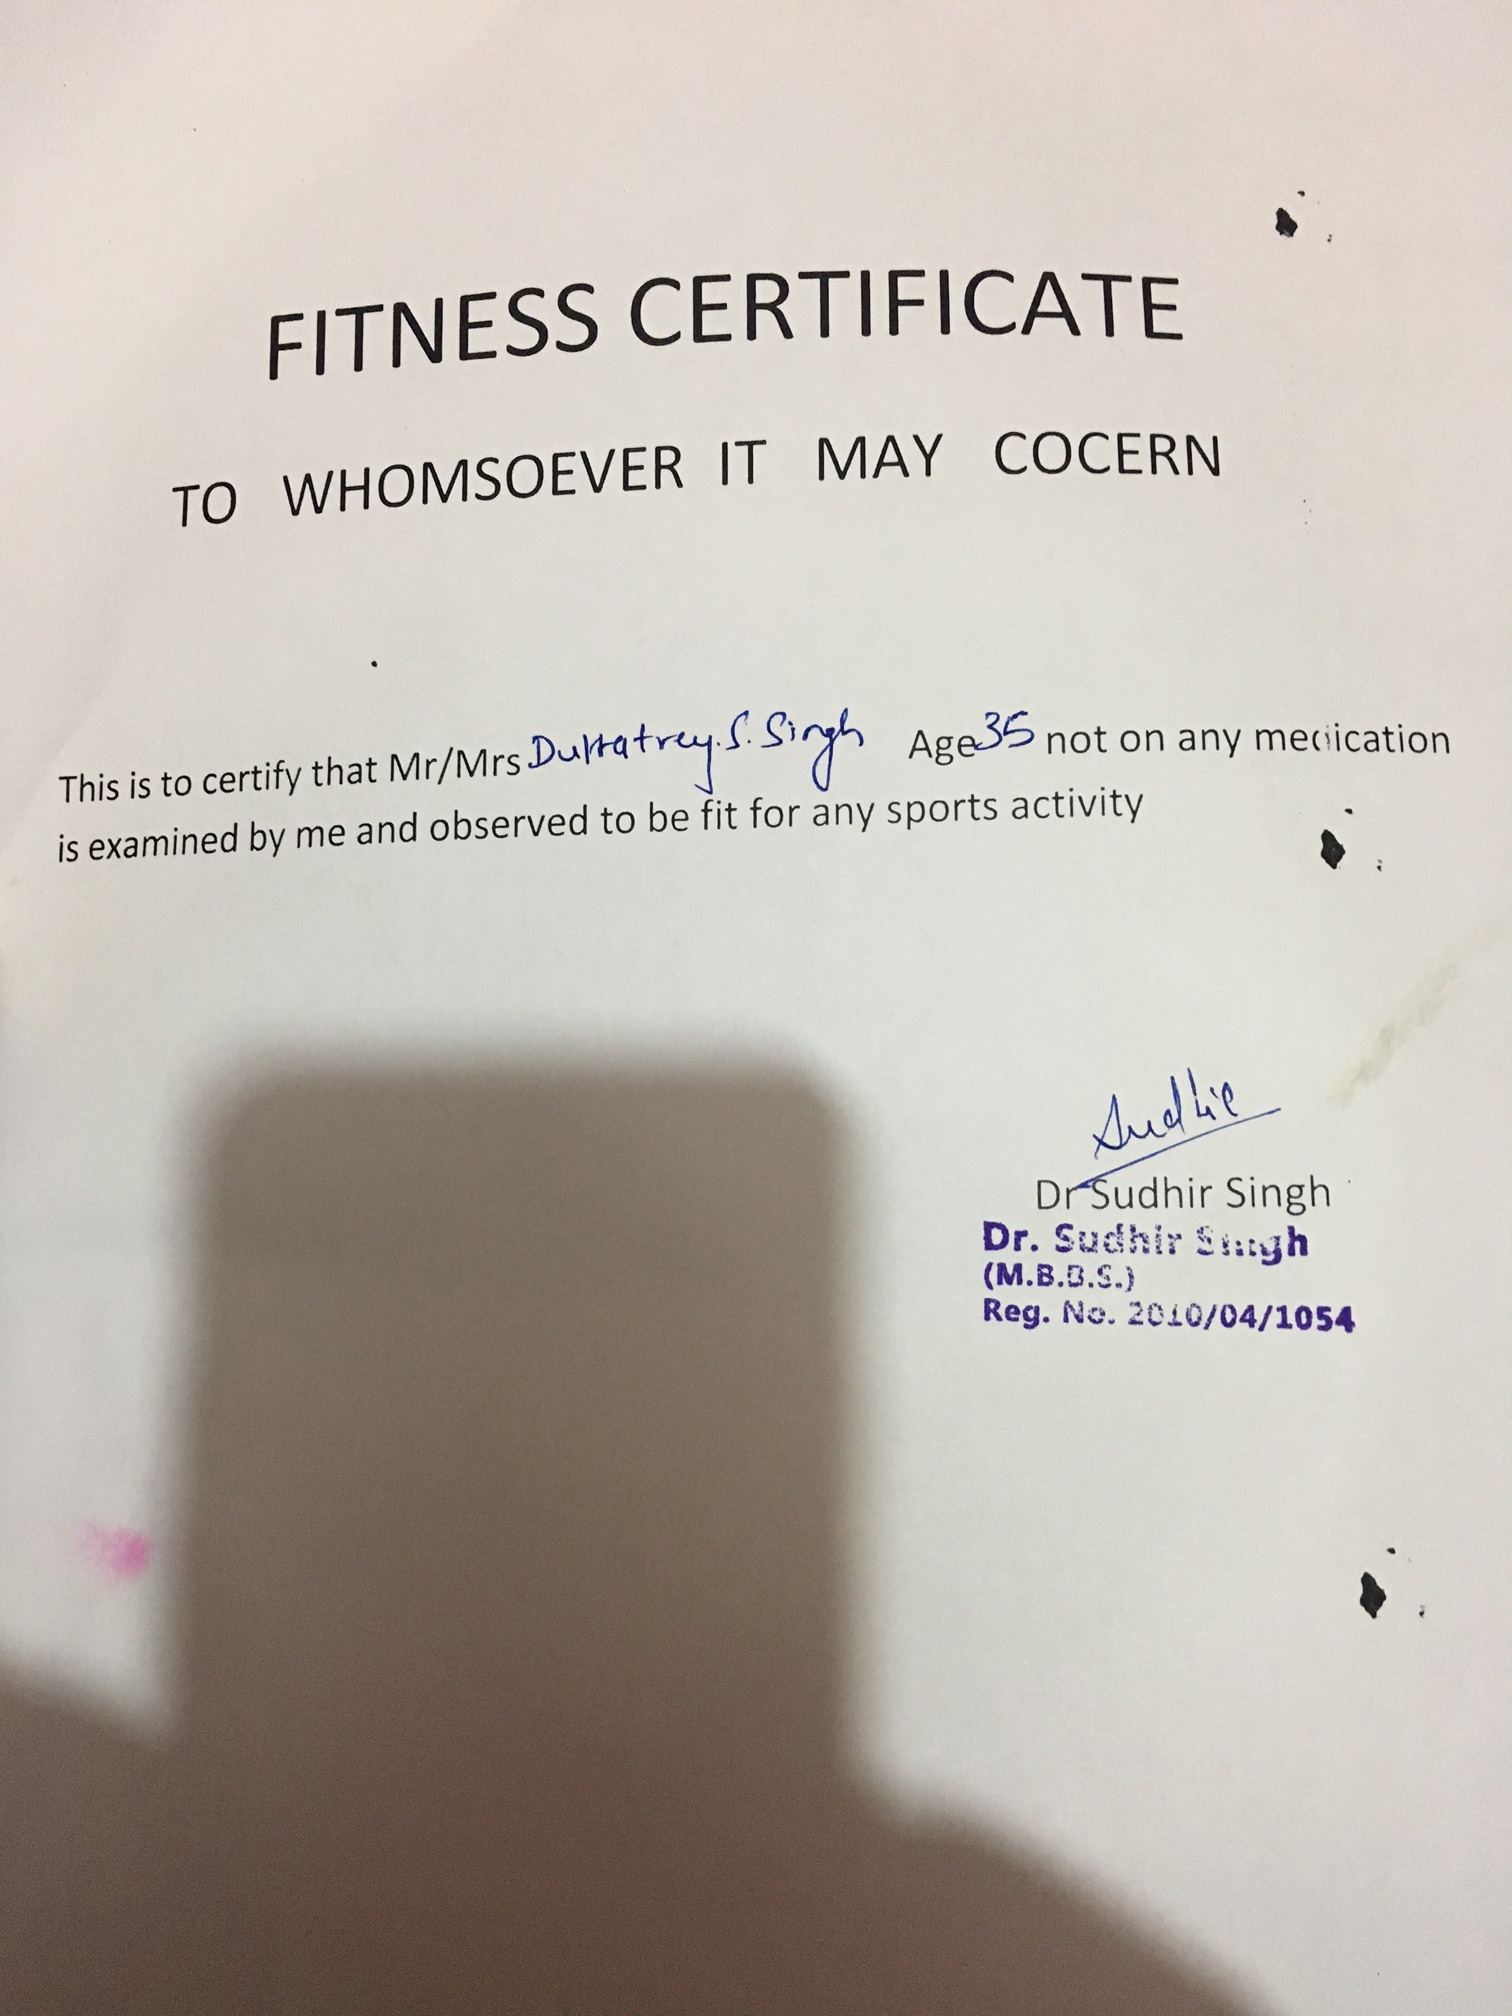 FITNESS CERTIFICATE
TO WHOMSOEVER IT MAY COCERN
This is to certify that Mr/Mrs Duttatrey. S. Singh Age 35 not on any medication
is examined by me and observed to be fit for any sports activity
Sudhir
Dr Sudhir Singh
Dr. Sudhir Singh
(M.B.B.S.)
Reg. No. 2010/04/1054